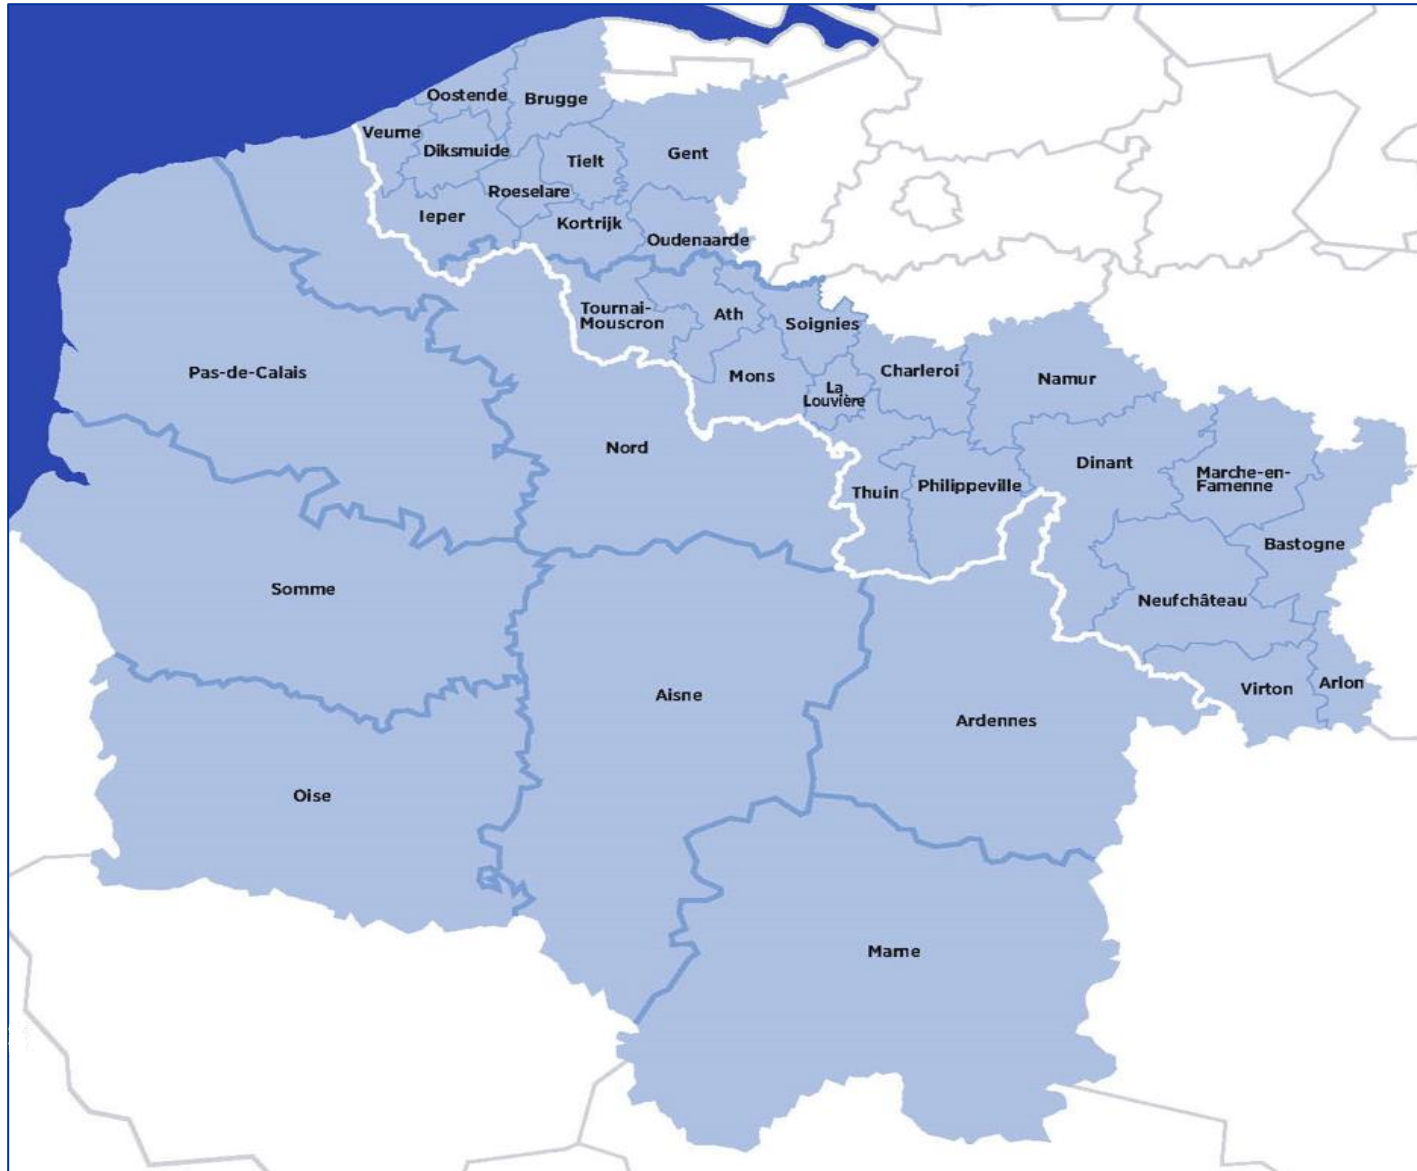 Oostende
Brugge
Veurne
Diksmuide
Tielt
Gent
Roeselare
Ieper
Kortrijk
Oudenaarde
Tournai-
Mouscron
Ath
Soignies
Pas-de-Calais
Mons
La
Louvière
Charleroi
Namur
Nord
Dinant
Marche-en-
Famenne
Thuin
Philippeville
Bastogne
Somme
Neufchâteau
Aisne
Virton
Arlon
Ardennes
Oise
Marne